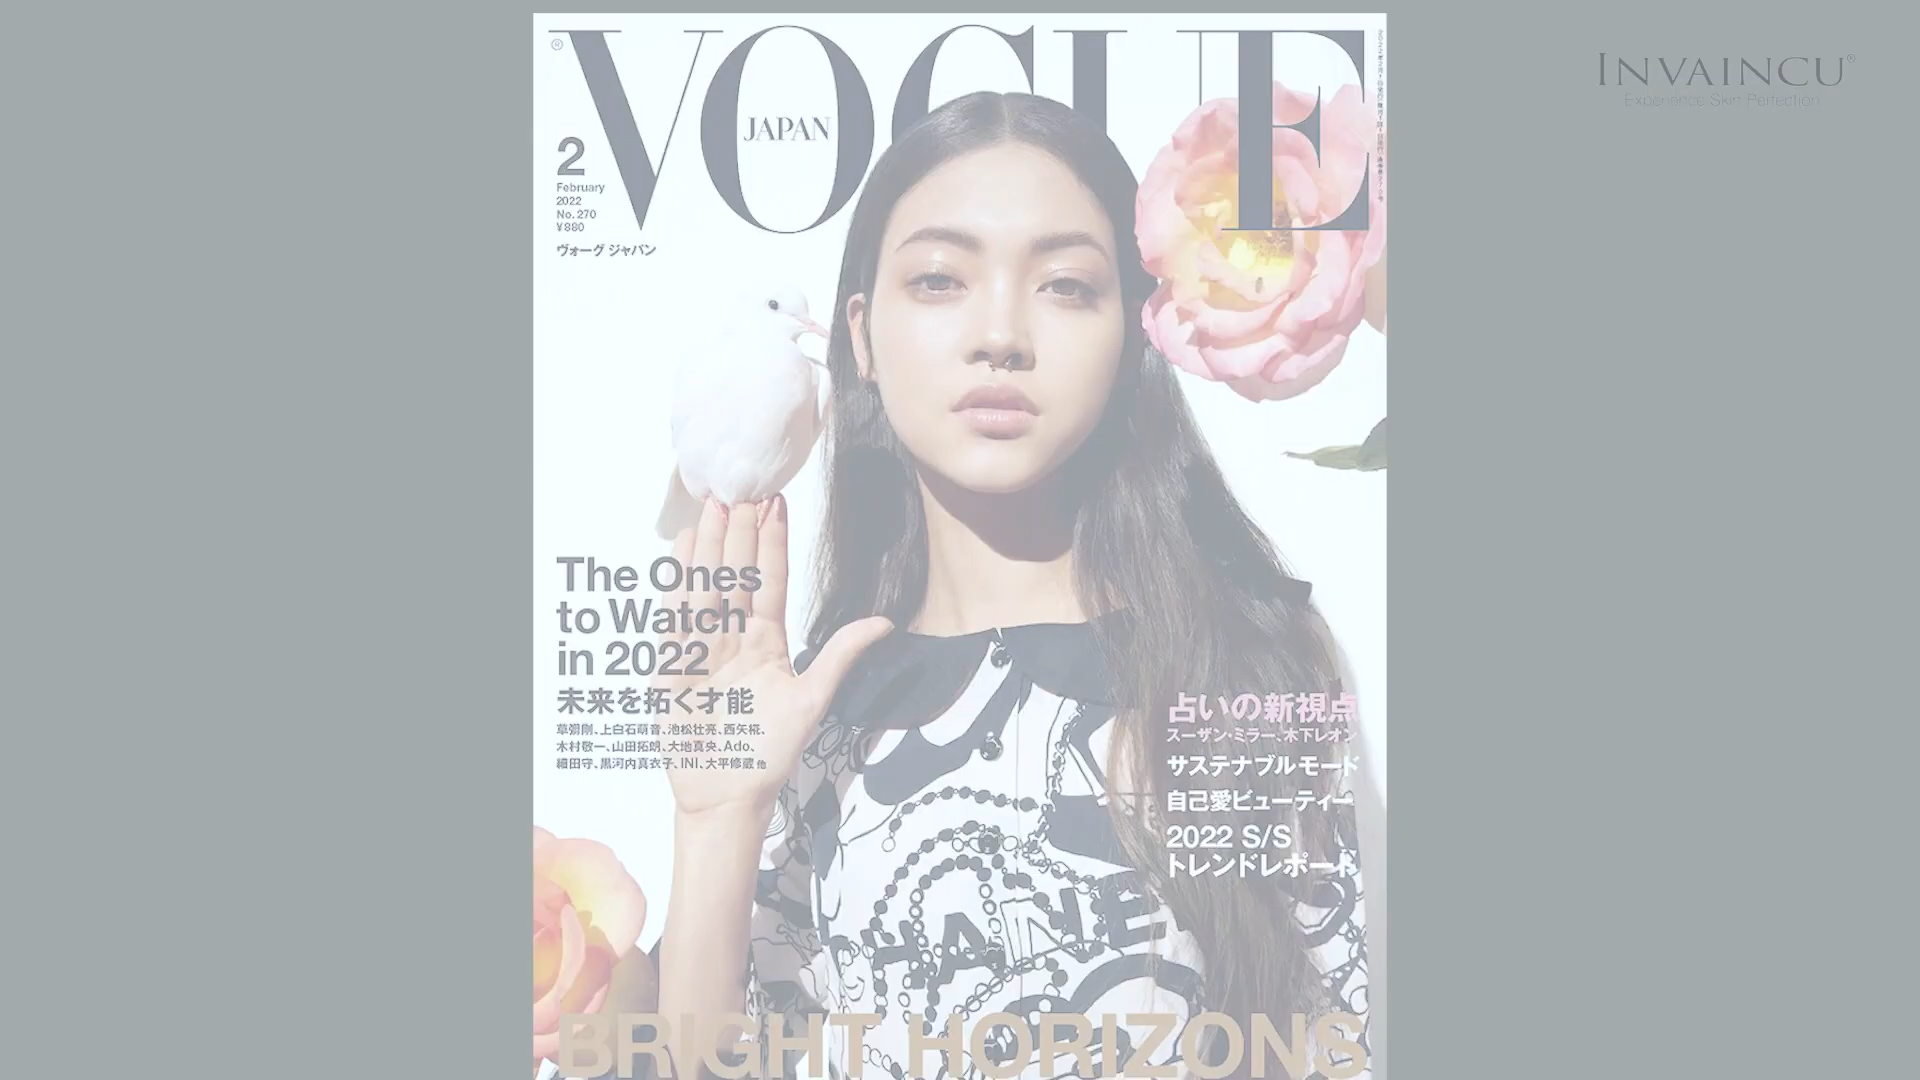 VOGUE
JAPAN
2
February
2022
No. 270
¥880
ヴォーグ ジャパン
INVAINCU®
Experience Skin Perfection
The Ones
to Watch
in 2022
未来を拓く才能
草彅剛、上白石萌音、池松壮亮、西矢椛、
木村敬一、山田拓朗、大地真央、Ado、
細田守、黒河内真衣子、INI、大平修蔵 他
占いの新視点
スーザン・ミラー、木下レオン
サステナブルモード
自己愛ビューティー
2022 S/S
トレンドレポート
CHANEL
BRIGHT HORIZONS